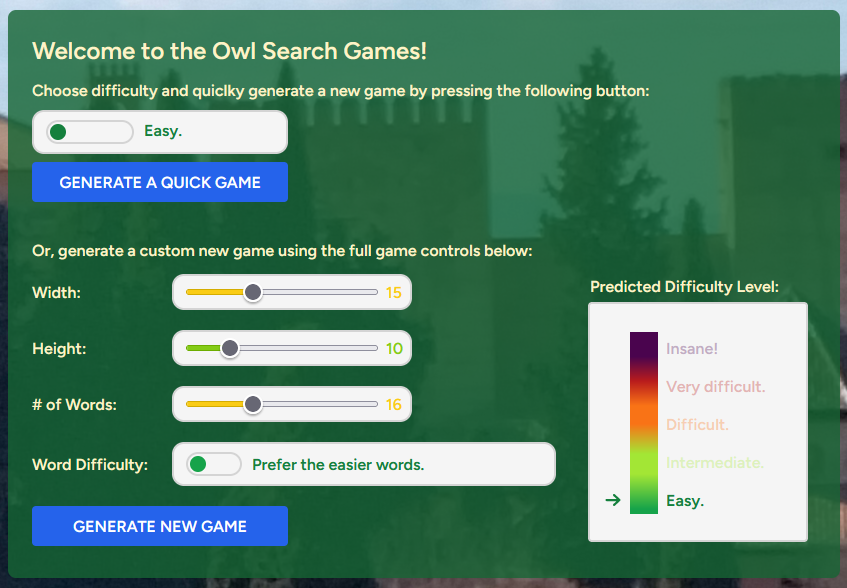 Welcome to the Owl Search Games!
Choose difficulty and quiclky generate a new game by pressing the following button:
Easy.
GENERATE A QUICK GAME
Or, generate a custom new game using the full game controls below:
Width:
15
Height:
10
# of Words:
16
Word Difficulty:
Prefer the easier words.
GENERATE NEW GAME
Predicted Difficulty Level:
Insane!
Very difficult.
Difficult.
Intermediate.
Easy.